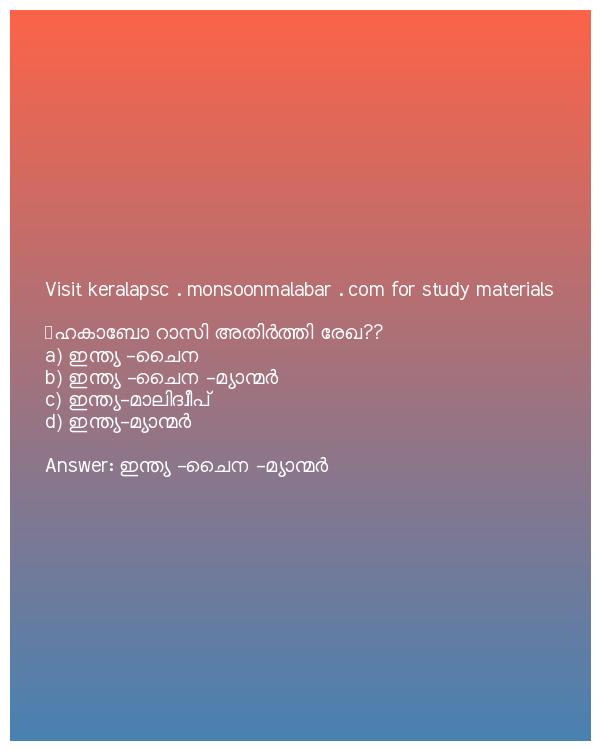 Visit keralapsc . monsoonmalabar . com for study materials
ഹകാബോ റാസി അതിർത്തി രേഖ??
a) ഇന്ത്യ -ചൈന
b) ഇന്ത്യ -ചൈന -മ്യാന്മർ
c) ഇന്ത്യ-മാലിദ്വീപ്
d) ഇന്ത്യ-മ്യാന്മർ
Answer: ഇന്ത്യ -ചൈന -മ്യാന്മർ